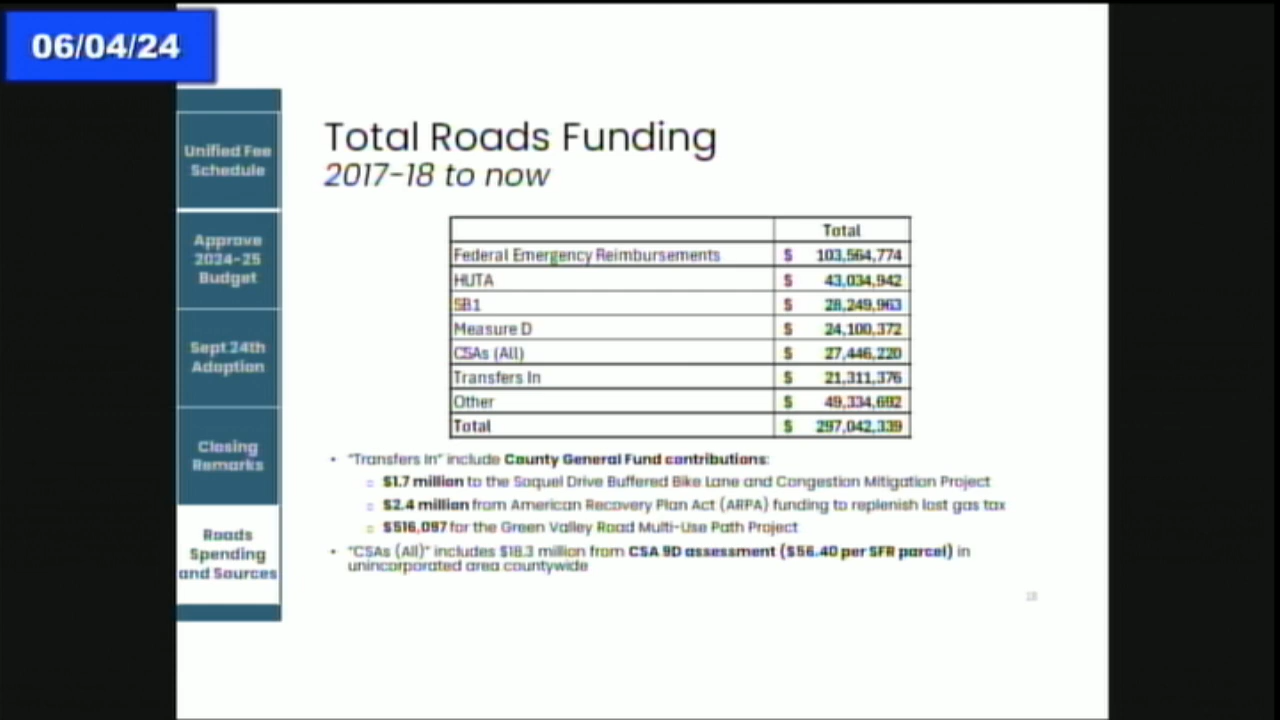 06/04/24
Unified Fee
Schedule
Approve
2024-25
Budget
Sept 24th
Adoption
Closing
Remarks
Roads
Spending
and Sources
Total Roads Funding
2017-18 to now
Total
Federal Emergency Reimbursements $ 103,564,774
HUTA $ 43,034,942
SB1 $ 28,249,963
Measure D $ 24,100,372
CSAs (All) $ 27,446,220
Transfers In $ 21,311,376
Other $ 49,334,692
Total $ 297,042,339
• "Transfers In" include County General Fund contributions:
$1.7 million to the Soquel Drive Buffered Bike Lane and Congestion Mitigation Project
$2.4 million from American Recovery Plan Act (ARPA) funding to replenish lost gas tax
$516,097 for the Green Valley Road Multi-Use Path Project
• "CSAs (All)" includes $18.3 million from CSA 9D assessment ($56.40 per SFR parcel) in
unincorporated area countywide